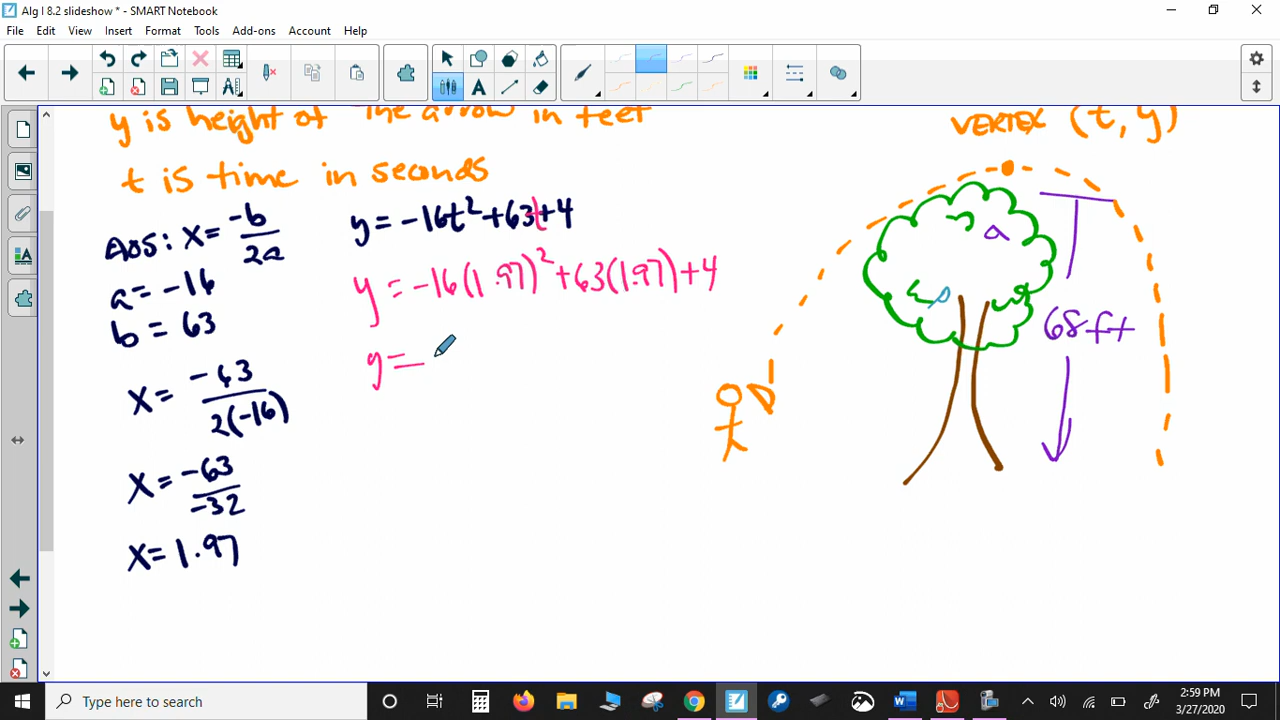 Alg I 8.2 slideshow * - SMART Notebook
File Edit View Insert Format Tools Add-ons Account Help
y is height of the arrow in feet
t is time in seconds
VERTEX (t, y)
AOS: x = -b/2a
a = -16
b = 63
x = -63/2(-16)
x = -63/-32
x = 1.97
y = -16t² + 63t + 4
y = -16(1.97)² + 63(1.97) + 4
y =
68ft
Type here to search
2:59 PM
3/27/2020